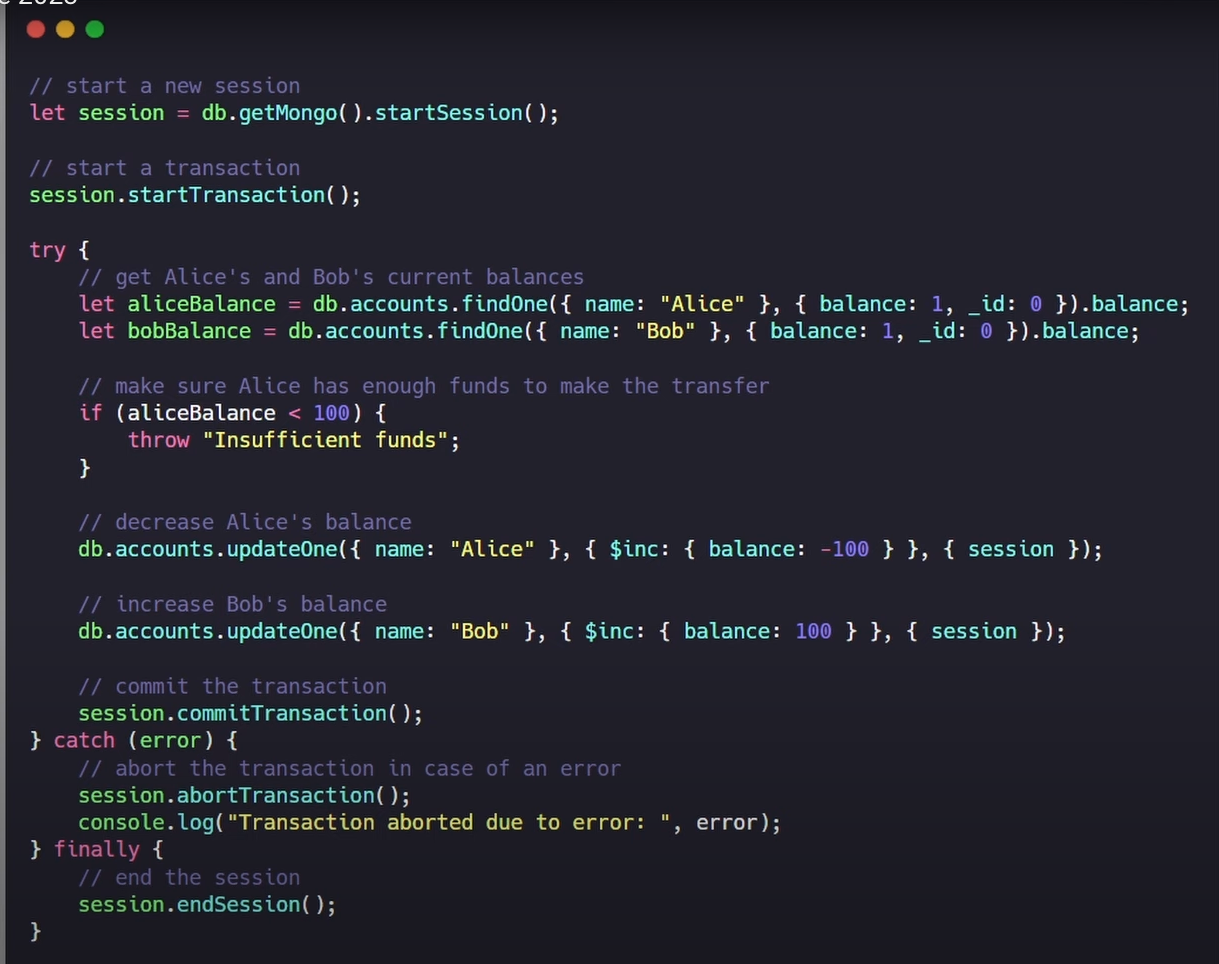 2023
// start a new session
let session = db.getMongo().startSession();
// start a transaction
session.startTransaction();
try {
    // get Alice's and Bob's current balances
    let aliceBalance = db.accounts.findOne({ name: "Alice" }, { balance: 1, _id: 0 }).balance;
    let bobBalance = db.accounts.findOne({ name: "Bob" }, { balance: 1, _id: 0 }).balance;
    // make sure Alice has enough funds to make the transfer
    if (aliceBalance < 100) {
        throw "Insufficient funds";
    }
    // decrease Alice's balance
    db.accounts.updateOne({ name: "Alice" }, { $inc: { balance: -100 } }, { session });
    // increase Bob's balance
    db.accounts.updateOne({ name: "Bob" }, { $inc: { balance: 100 } }, { session });
    // commit the transaction
    session.commitTransaction();
} catch (error) {
    // abort the transaction in case of an error
    session.abortTransaction();
    console.log("Transaction aborted due to error: ", error);
} finally {
    // end the session
    session.endSession();
}